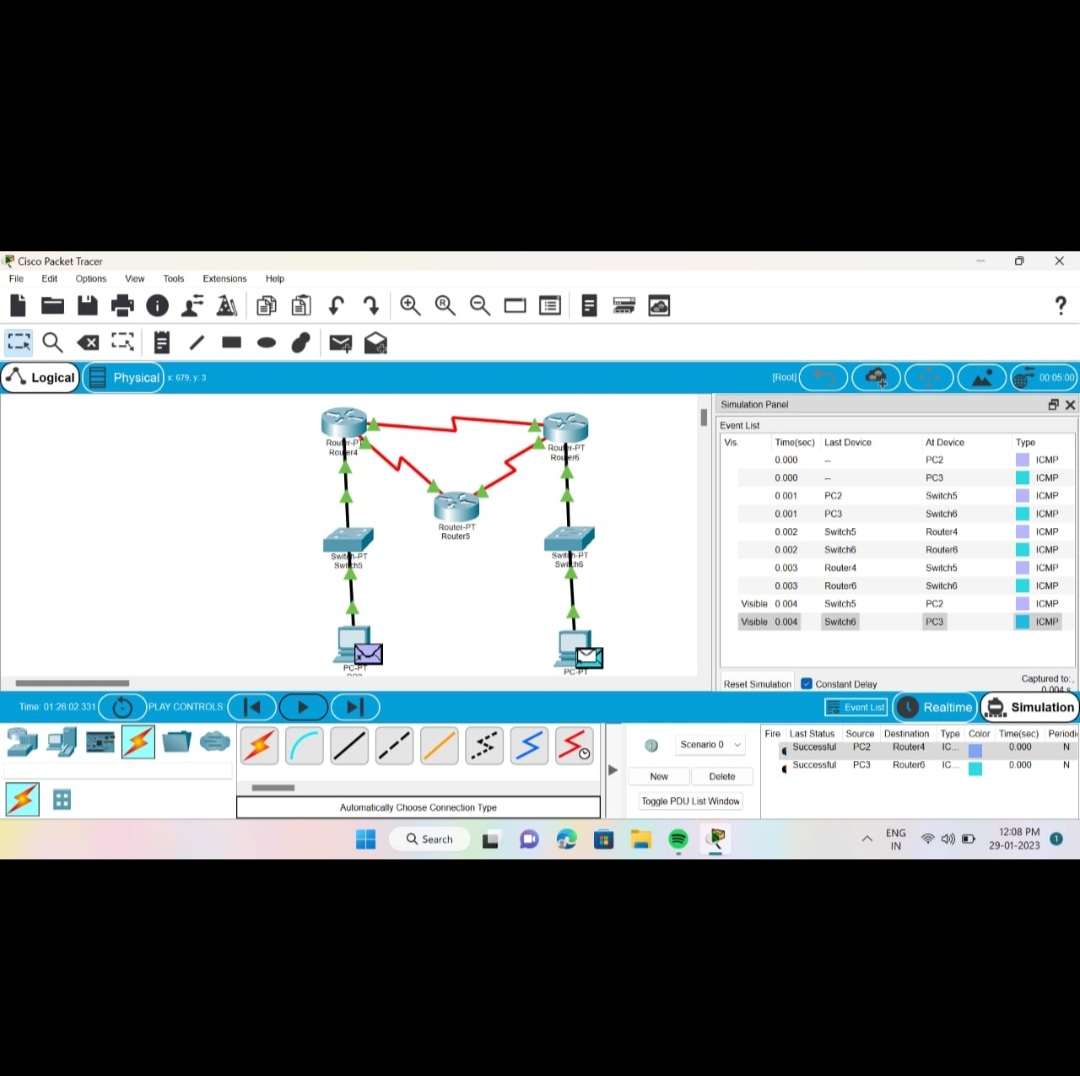 Cisco Packet Tracer
File Edit Options View Tools Extensions Help
R
?
Logical Physical x: 679, y: 3 [Root] 00:05:00
Simulation Panel
Event List
Vis. Time(sec) Last Device At Device Type
0.000 -- PC2 ICMP
0.000 -- PC3 ICMP
0.001 PC2 Switch5 ICMP
0.001 PC3 Switch6 ICMP
0.002 Switch5 Router4 ICMP
0.002 Switch6 Router6 ICMP
0.003 Router4 Switch5 ICMP
0.003 Router6 Switch6 ICMP
Visible 0.004 Switch5 PC2 ICMP
Visible 0.004 Switch6 PC3 ICMP
Router-PT
Router4
Router-PT
Router6
Router-PT
Router5
Switch-PT
Switch5
Switch-PT
Switch6
PC-PT
PC-PT
Reset Simulation Constant Delay Captured to:
0.004 s
Time: 01:26:02.331 PLAY CONTROLS: Event List Realtime Simulation
Scenario 0
New Delete
Toggle PDU List Window
Automatically Choose Connection Type
Fire Last Status Source Destination Type Color Time(sec) Periodi
Successful PC2 Router4 IC... 0.000 N
Successful PC3 Router6 IC... 0.000 N
Search
ENG
IN
12:08 PM
29-01-2023
1